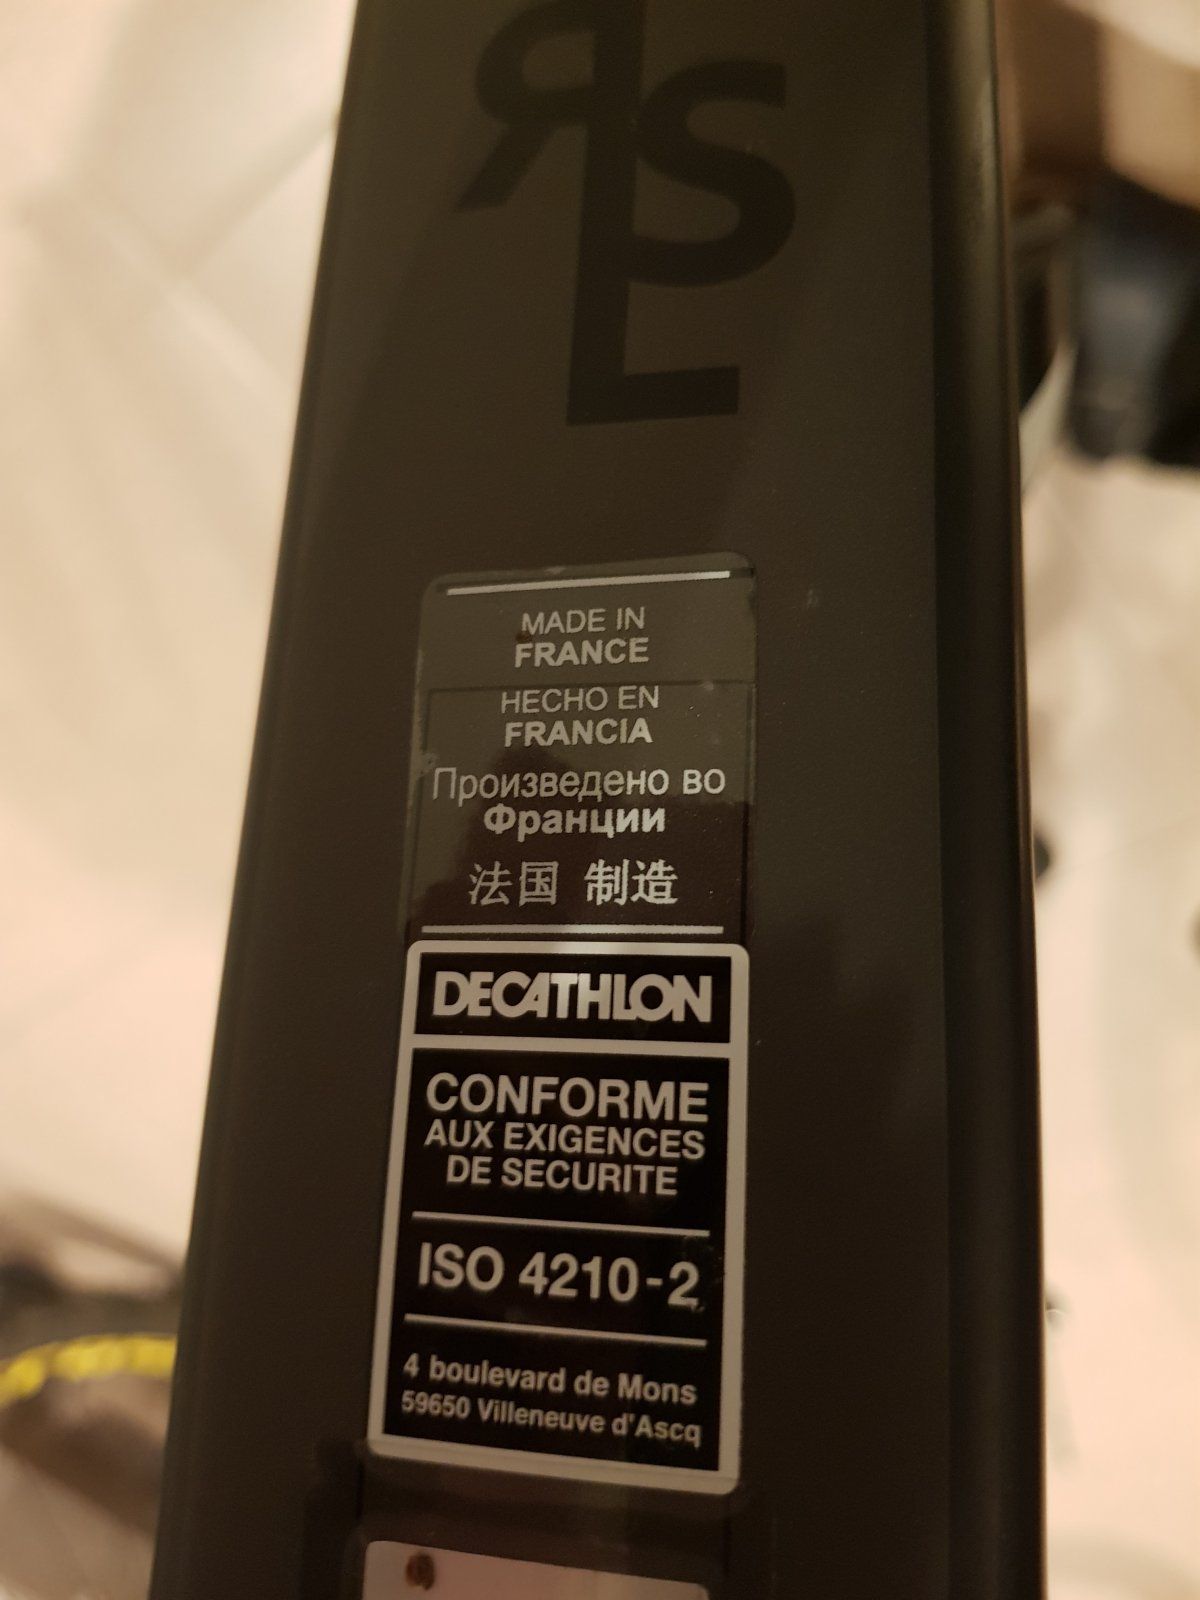 RSL
MADE IN
FRANCE
HECHO EN
FRANCIA
Произведено во
Франции
法国 制造
DECATHLON
CONFORME
AUX EXIGENCES
DE SECURITE
ISO 4210-2
4 boulevard de Mons
59650 Villeneuve d'Ascq